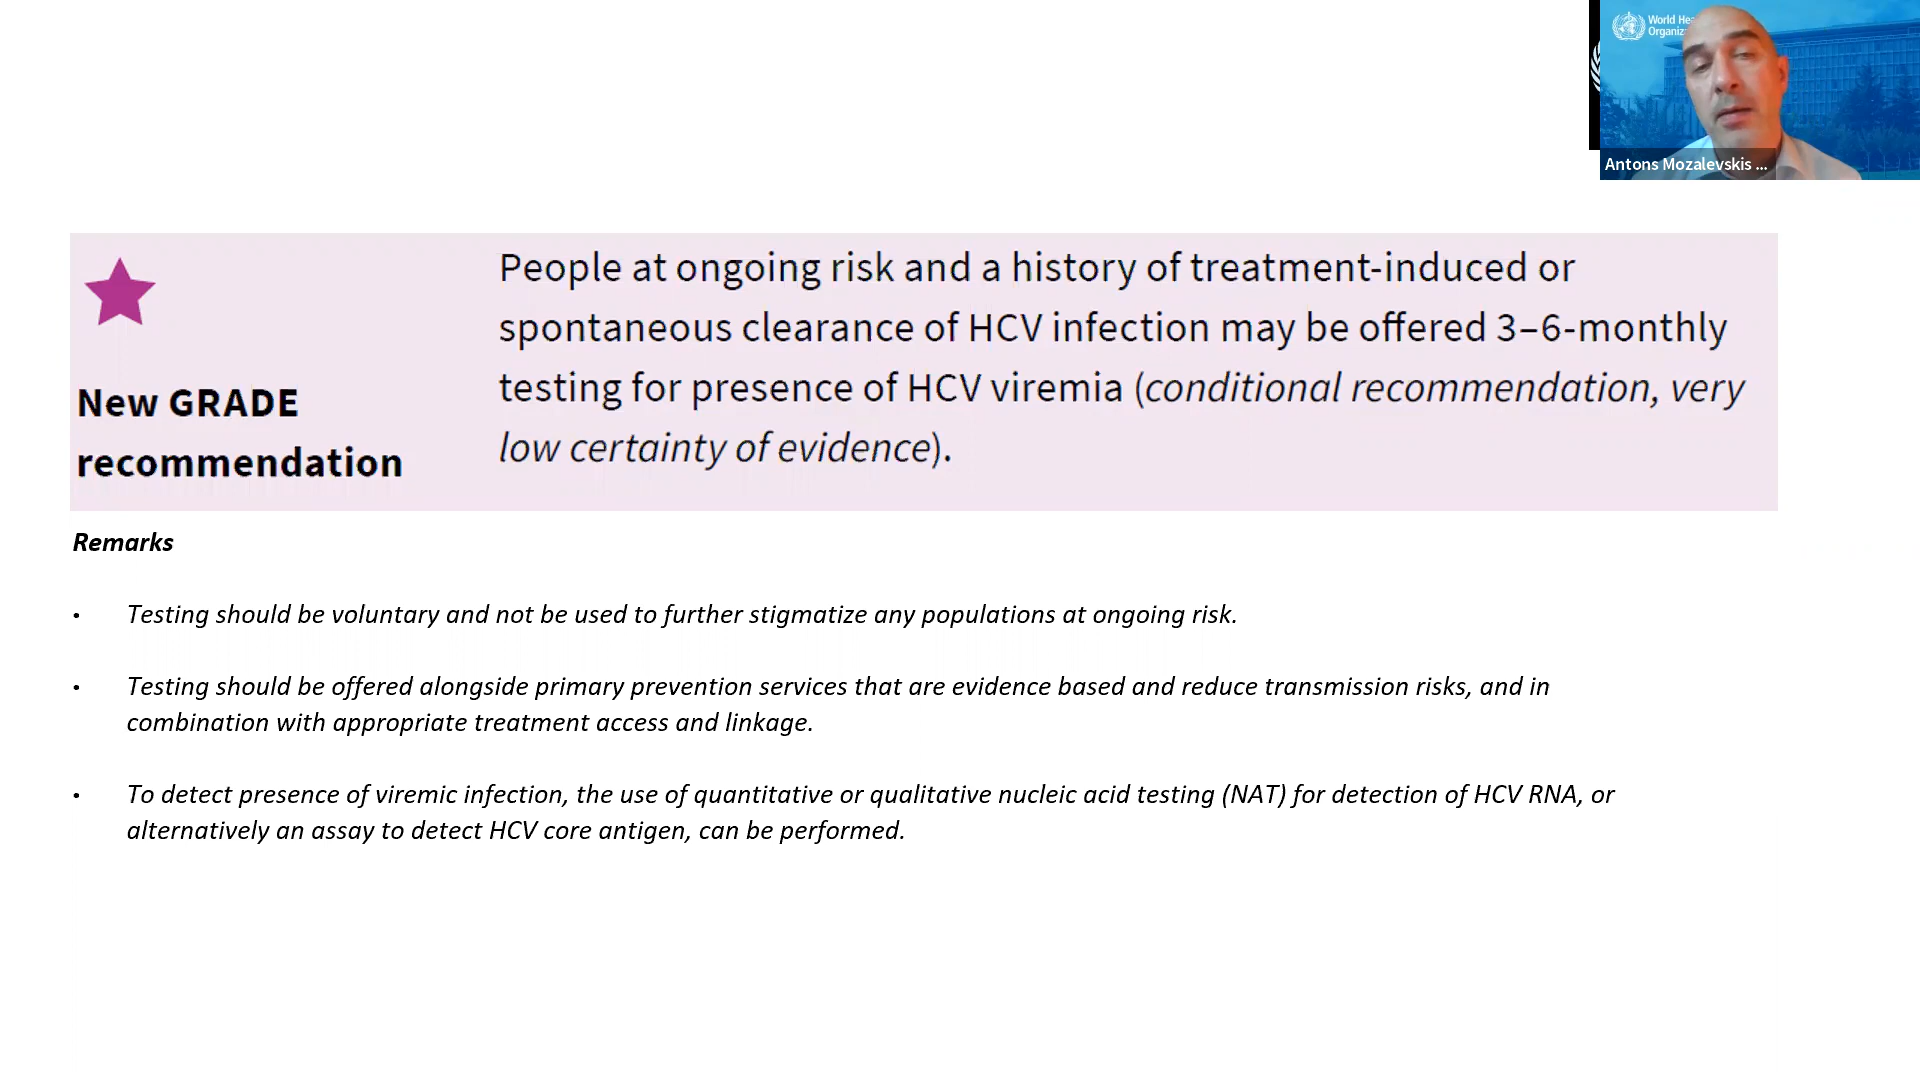 World Hea
Organiz
Antons Mozalevskis ...
People at ongoing risk and a history of treatment-induced or
spontaneous clearance of HCV infection may be offered 3–6-monthly
testing for presence of HCV viremia (conditional recommendation, very
low certainty of evidence).
New GRADE
recommendation
Remarks
• Testing should be voluntary and not be used to further stigmatize any populations at ongoing risk.
• Testing should be offered alongside primary prevention services that are evidence based and reduce transmission risks, and in
combination with appropriate treatment access and linkage.
• To detect presence of viremic infection, the use of quantitative or qualitative nucleic acid testing (NAT) for detection of HCV RNA, or
alternatively an assay to detect HCV core antigen, can be performed.